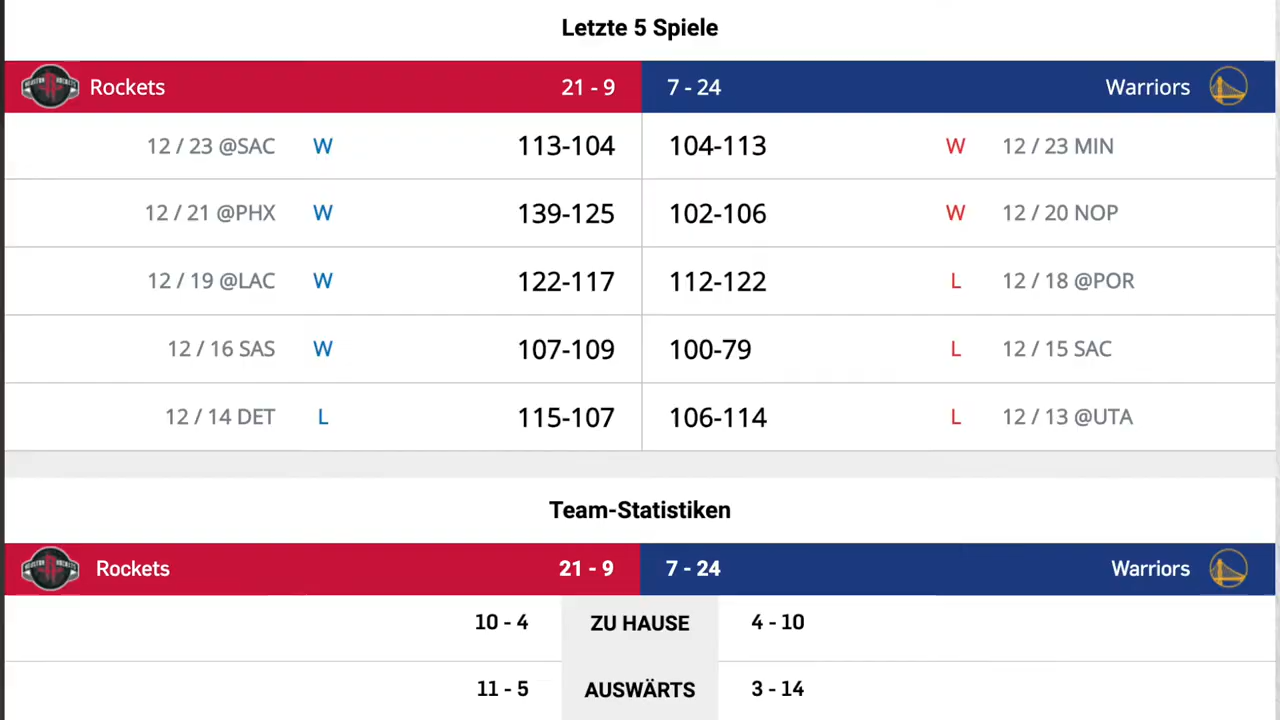 Letzte 5 Spiele
Rockets 21 - 9 7 - 24 Warriors
12 / 23 @SAC W 113-104 104-113 W 12 / 23 MIN
12 / 21 @PHX W 139-125 102-106 W 12 / 20 NOP
12 / 19 @LAC W 122-117 112-122 L 12 / 18 @POR
12 / 16 SAS W 107-109 100-79 L 12 / 15 SAC
12 / 14 DET L 115-107 106-114 L 12 / 13 @UTA
Team-Statistiken
Rockets 21 - 9 7 - 24 Warriors
10 - 4 ZU HAUSE 4 - 10
11 - 5 AUSWÄRTS 3 - 14